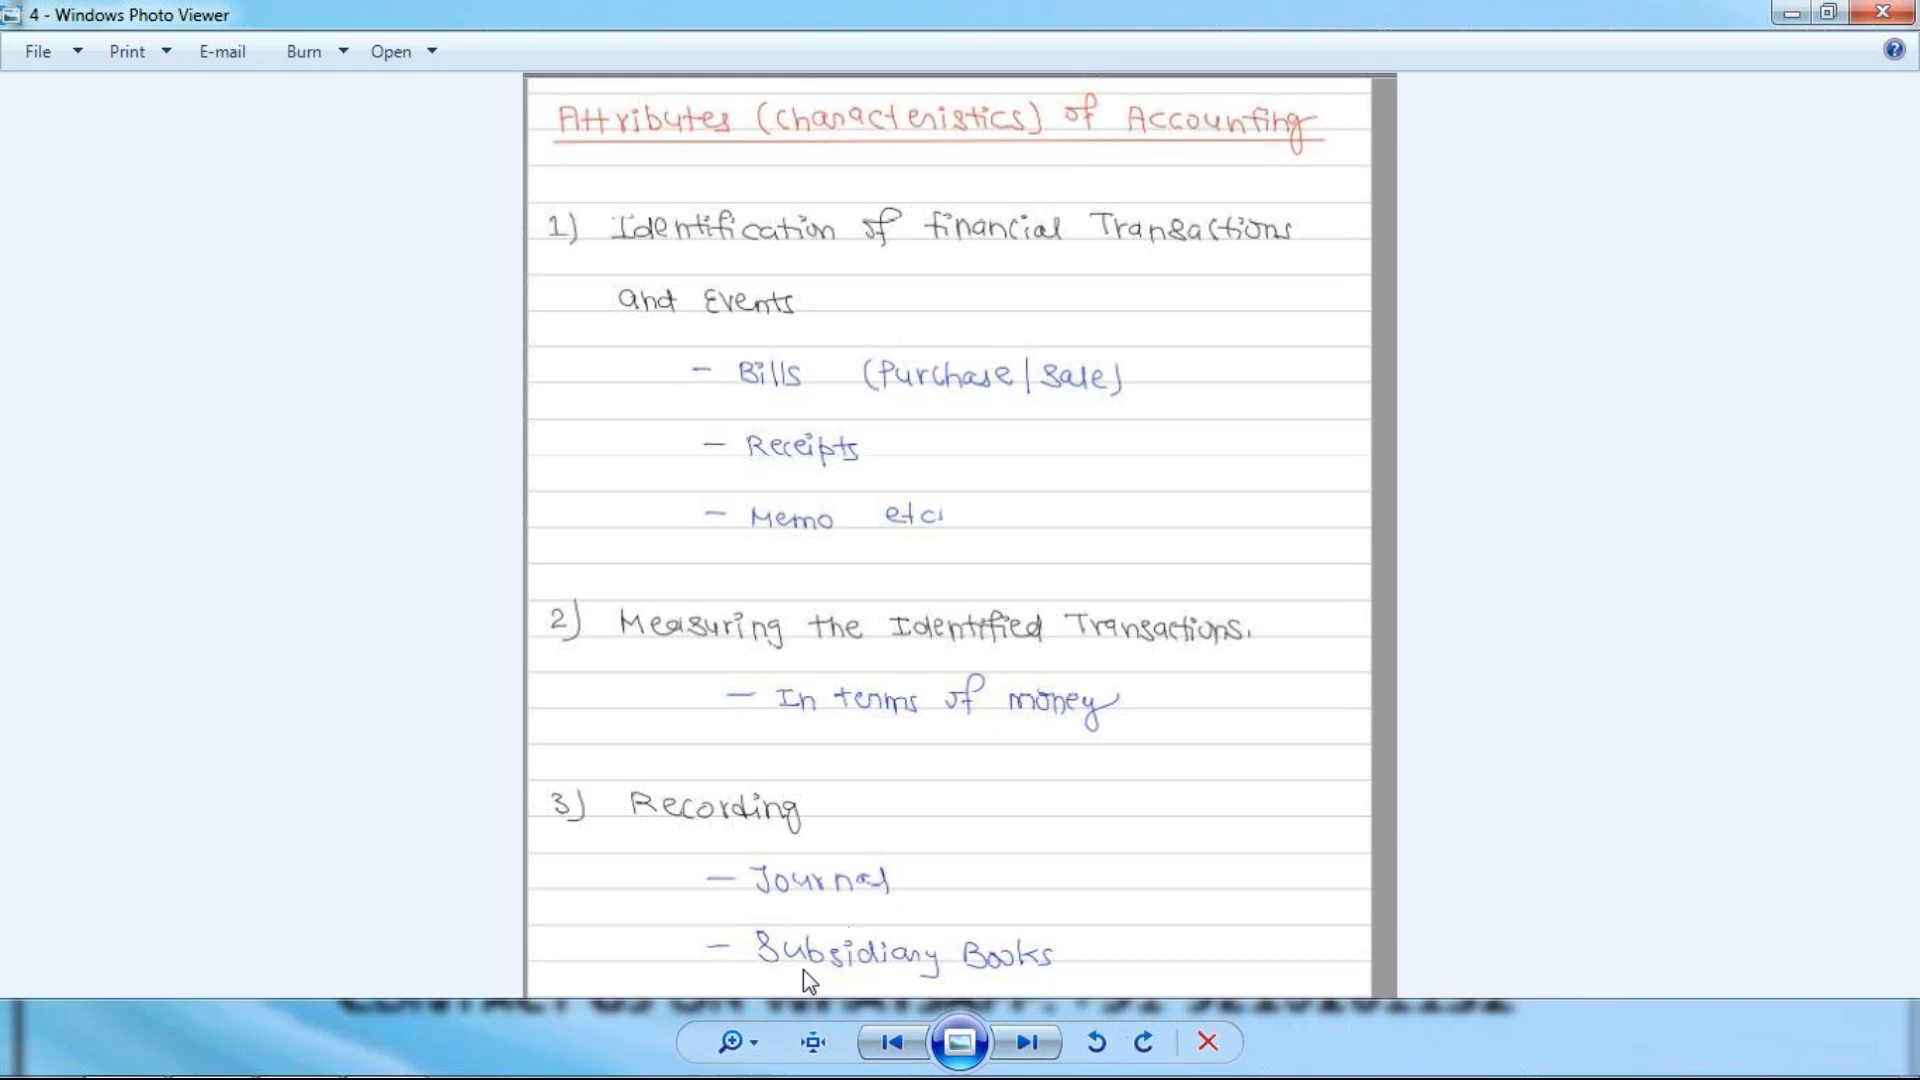 4 - Windows Photo Viewer
File Print E-mail Burn Open
Attributes (Characteristics) of Accounting
1) Identification of financial Transactions
and Events
- Bills (Purchase/Sale)
- Receipts
- Memo etc.
2) Measuring the Identified Transactions.
- In terms of money
3) Recording
- Journal
- Subsidiary Books